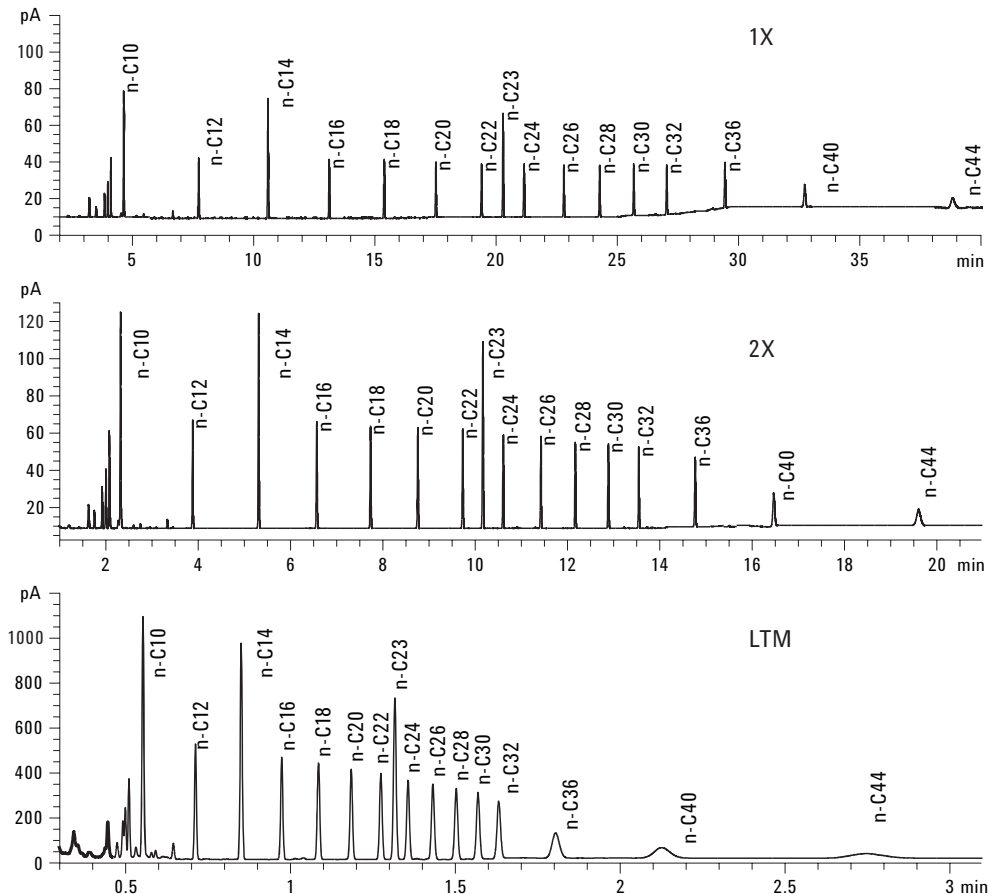 pA
1X
100
80
60
40
20
0
n-C10
n-C12
n-C14
n-C16
n-C18
n-C20
n-C22
n-C23
n-C24
n-C26
n-C28
n-C30
n-C32
n-C36
n-C40
n-C44
5 10 15 20 25 30 35 min
pA
2X
120
100
80
60
40
20
n-C10
n-C12
n-C14
n-C16
n-C18
n-C20
n-C22
n-C23
n-C24
n-C26
n-C28
n-C30
n-C32
n-C36
n-C40
n-C44
2 4 6 8 10 12 14 16 18 20 min
pA
LTM
1000
800
600
400
200
0
n-C10
n-C12
n-C14
n-C16
n-C18
n-C20
n-C22
n-C23
n-C24
n-C26
n-C28
n-C30
n-C32
n-C36
n-C40
n-C44
0.5 1 1.5 2 2.5 3 min